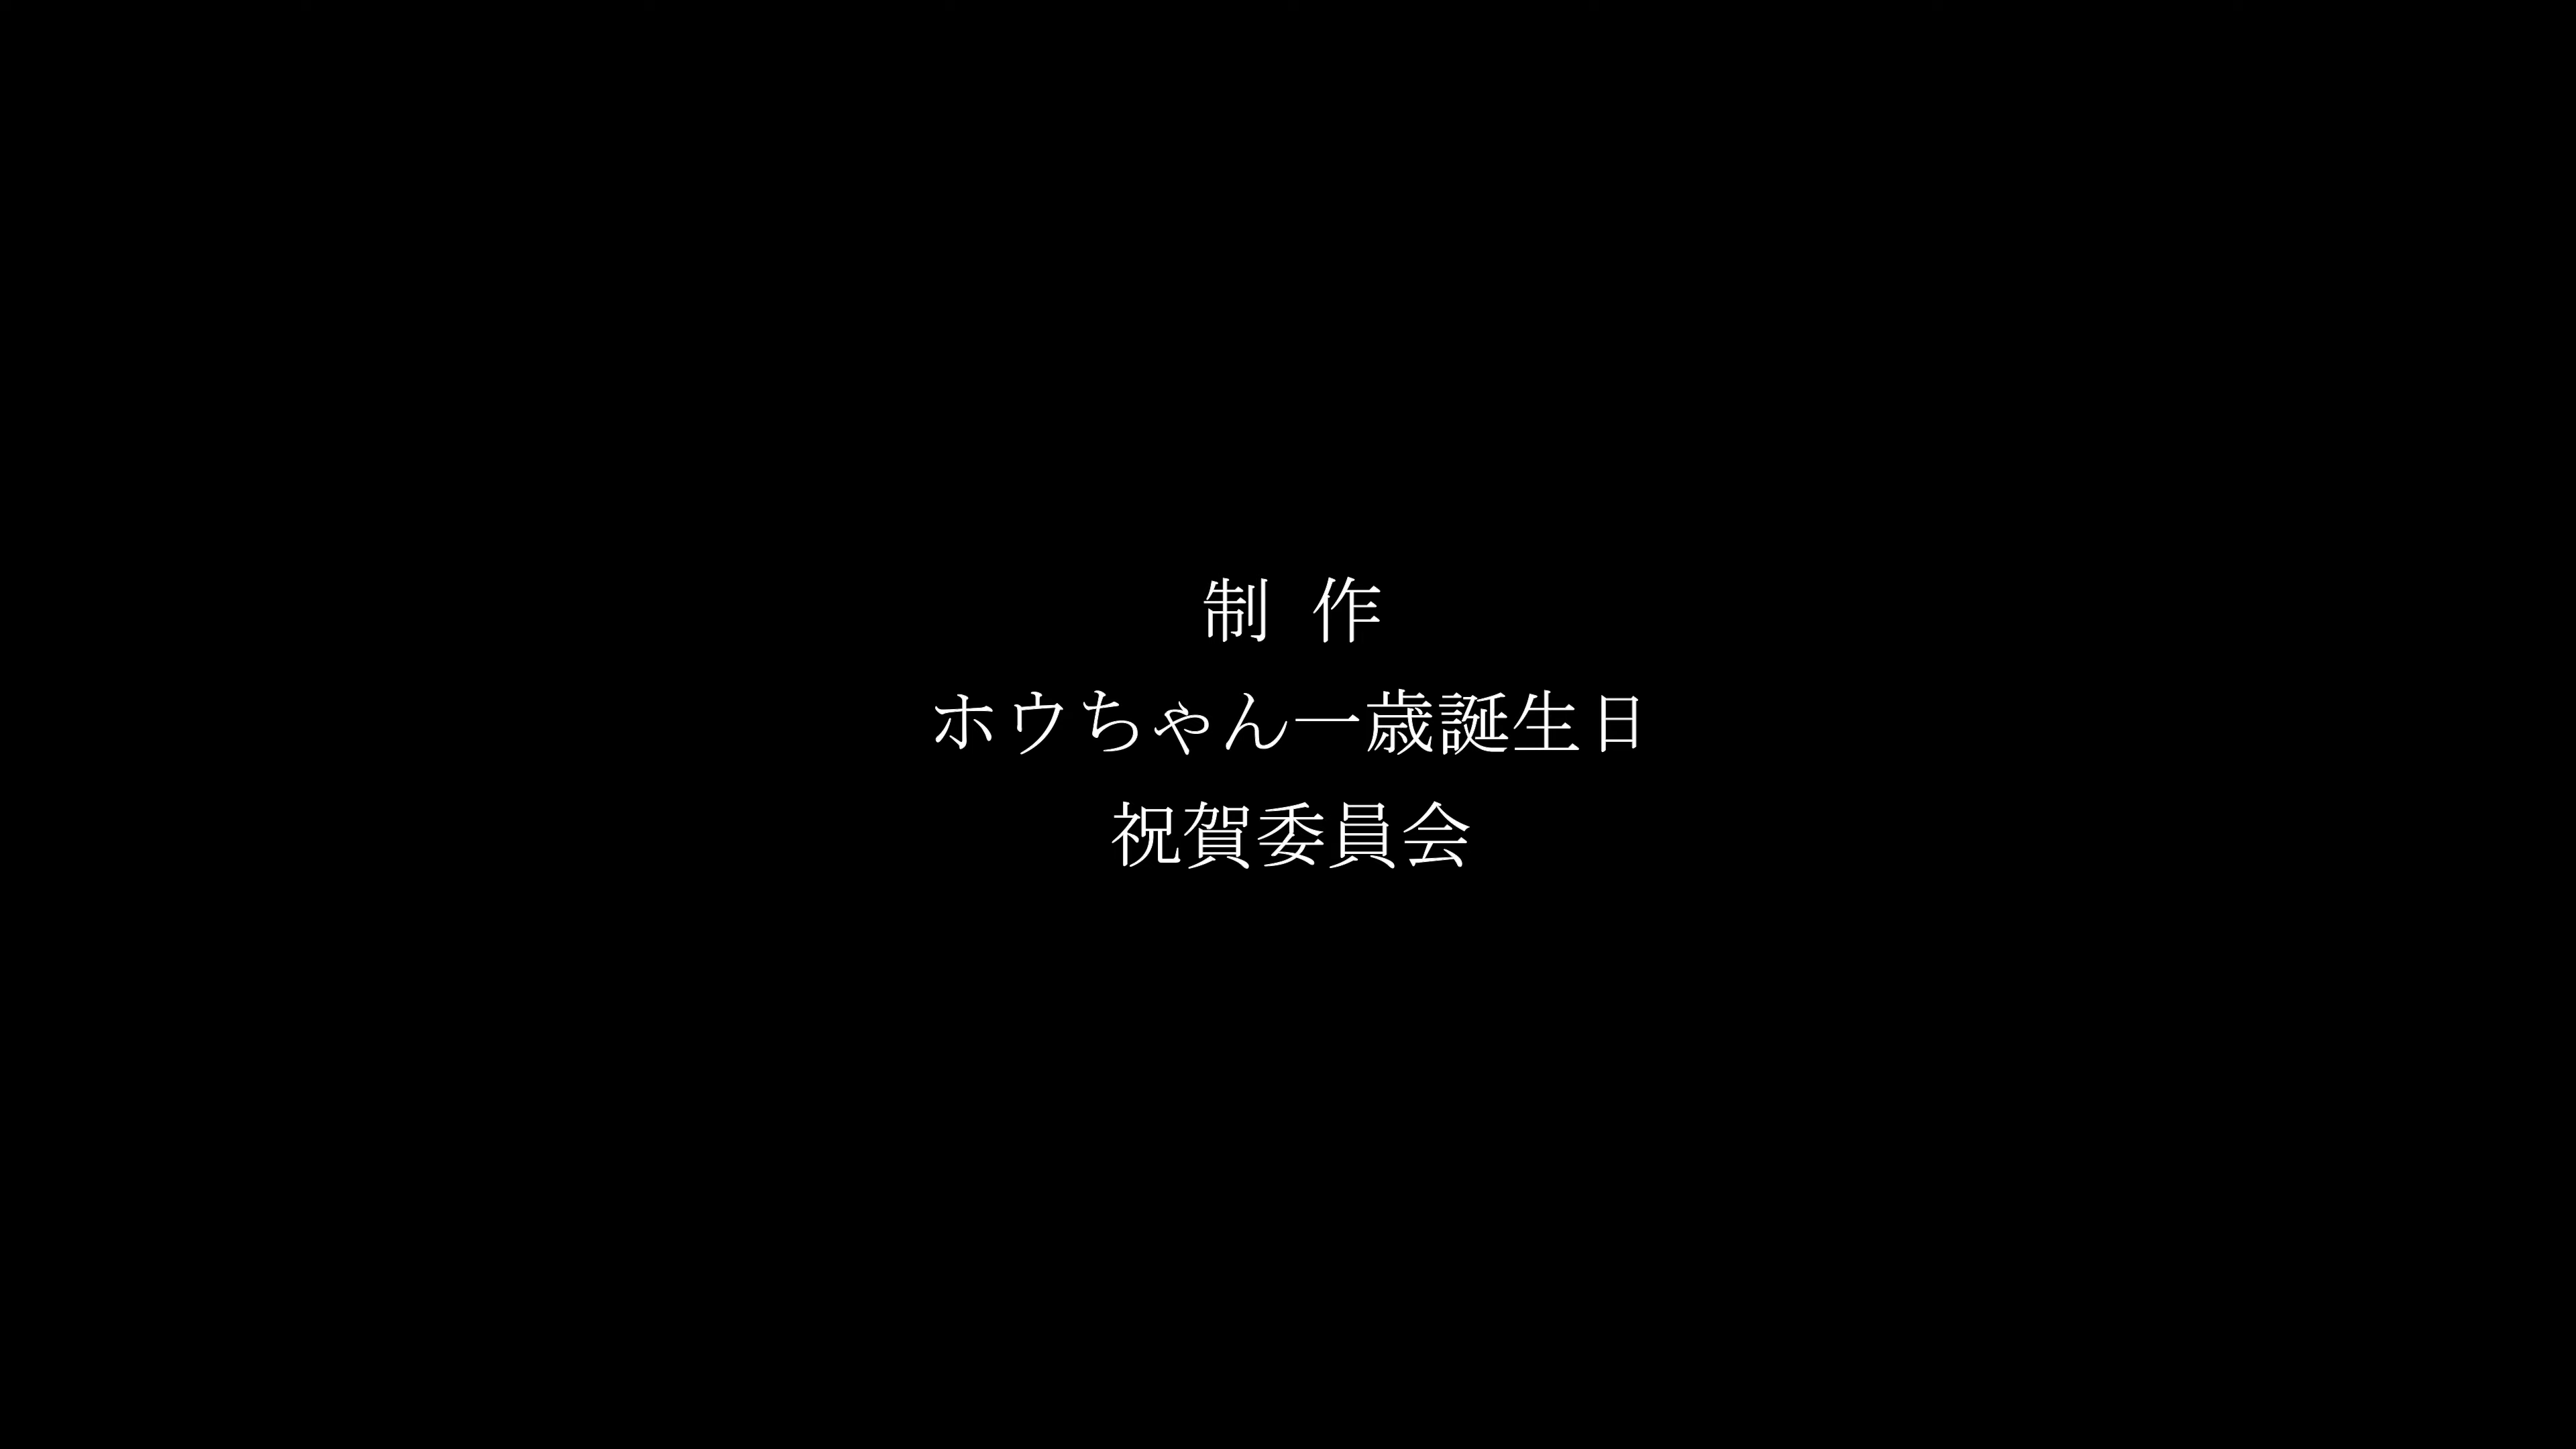 制 作
ホウちゃん一歳誕生日
祝賀委員会